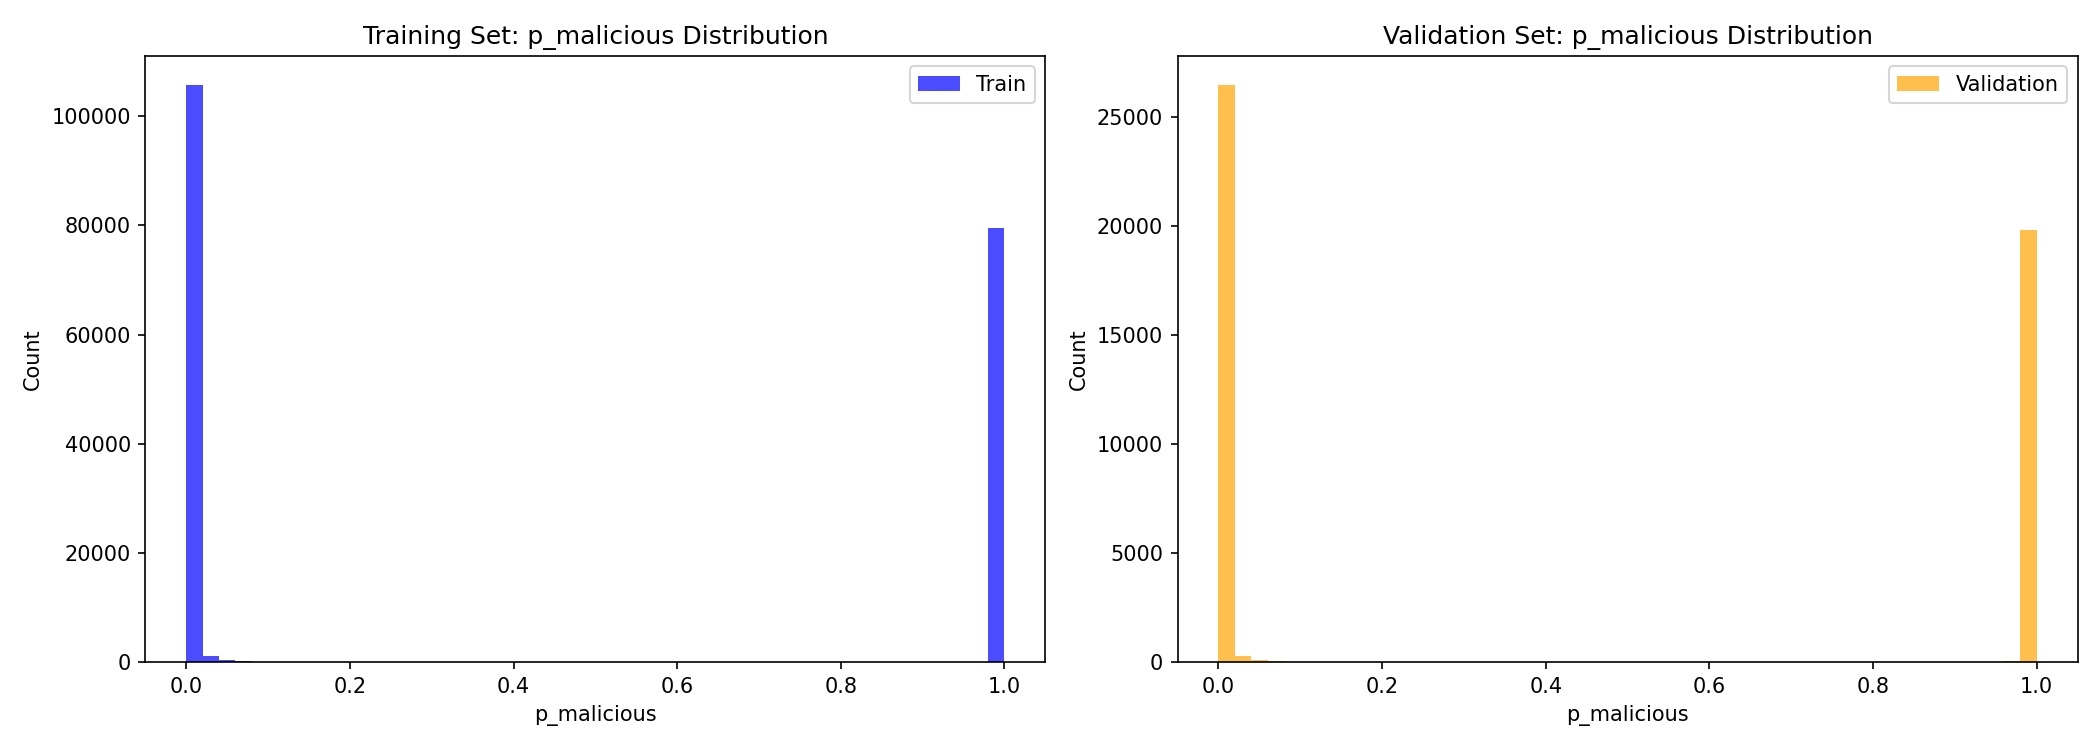 Training Set: p_malicious Distribution
Train
100000
80000
60000
40000
20000
0
Count
0.0 0.2 0.4 0.6 0.8 1.0
p_malicious
Validation Set: p_malicious Distribution
Validation
25000
20000
15000
10000
5000
0
Count
0.0 0.2 0.4 0.6 0.8 1.0
p_malicious